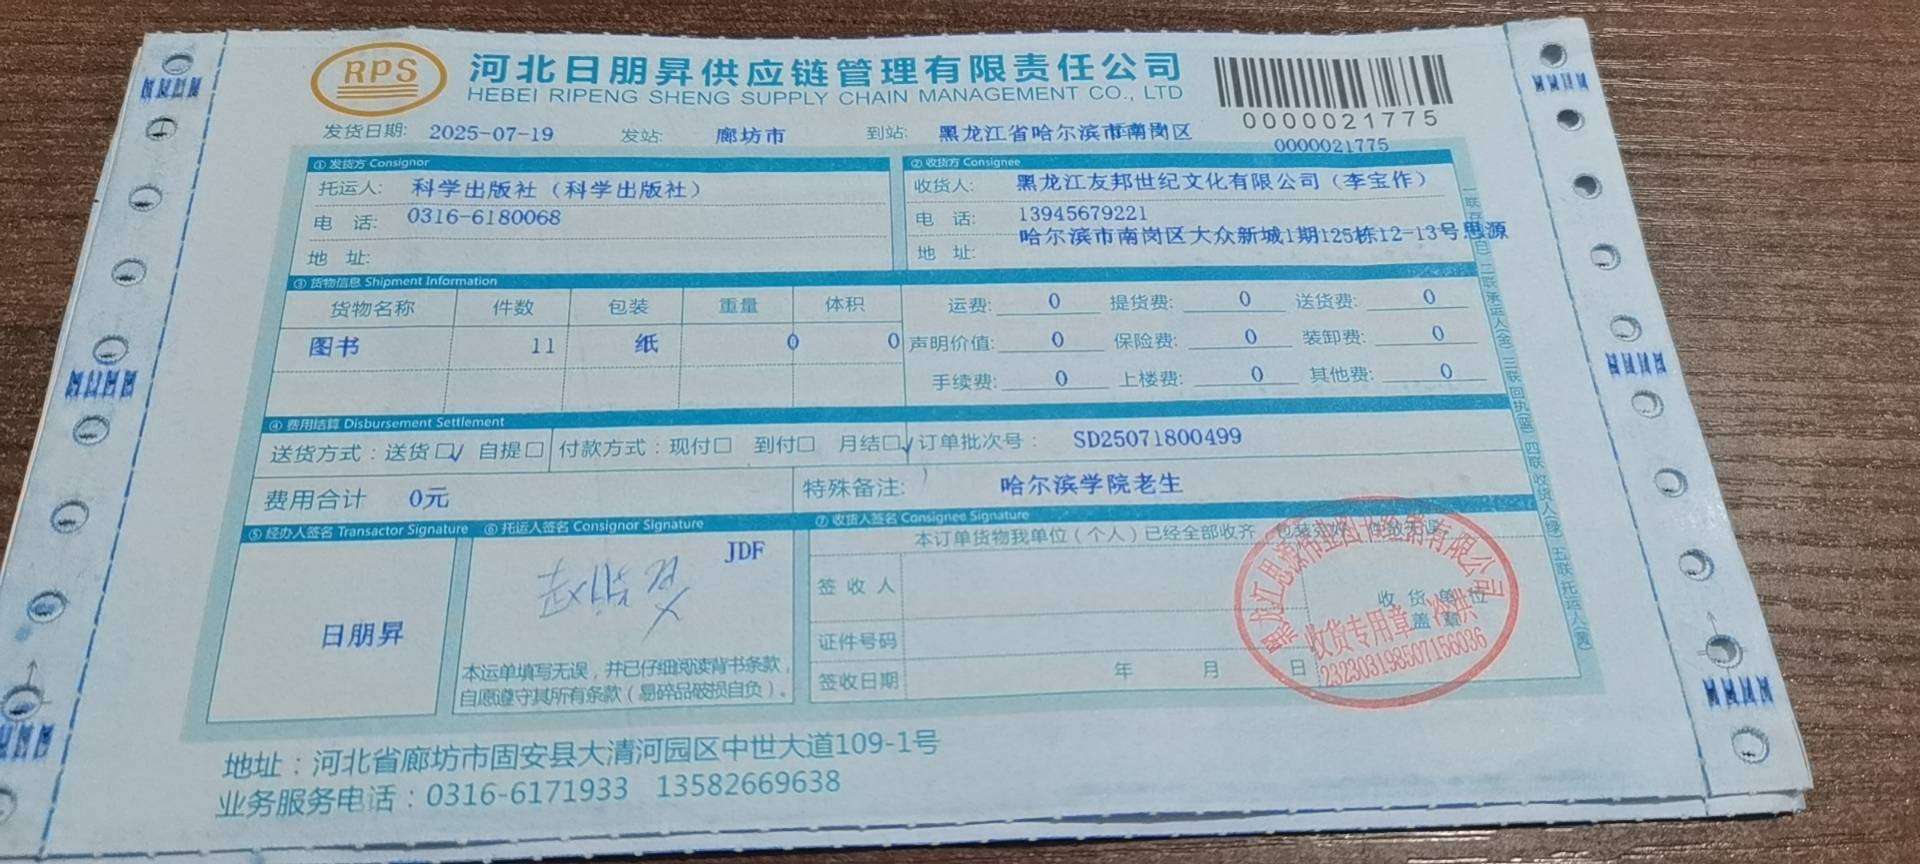 RPS
河北日朋昇供应链管理有限责任公司
HEBEI RIPENG SHENG SUPPLY CHAIN MANAGEMENT CO., LTD
0000021775
发货日期: 2025-07-19 发站: 廊坊市 到站: 黑龙江省哈尔滨市南岗区
0000021775
① 发货方 Consignor ② 收货方 Consignee
托运人: 科学出版社（科学出版社） 收货人: 黑龙江友邦世纪文化有限公司（李宝作）
电 话: 0316-6180068 电 话: 13945679221
地 址: 地 址: 哈尔滨市南岗区大众新城1期125栋12-13号思源
③ 货物信息 Shipment Information
货物名称 件数 包装 重量 体积 运费: 0 提货费: 0 送货费: 0
图书 11 纸 0 0 声明价值: 0 保险费: 0 装卸费: 0
手续费: 0 上楼费: 0 其他费: 0
④ 费用结算 Disbursement Settlement
送货方式：送货□√ 自提□ 付款方式：现付□ 到付□ 月结□√ 订单批次号： SD25071800499
费用合计 0元 特殊备注: 哈尔滨学院老生
⑤ 经办人签名 Transactor Signature ⑥ 托运人签名 Consignor Signature ⑦ 收货人签名 Consignee Signature
JDF 本订单货物我单位（个人）已经全部收齐
签 收 人 收 货 单 位
日朋昇 盖 章
证件号码
本运单填写无误，并已仔细阅读背书条款，
自愿遵守其所有条款（易碎品破损自负）。
签收日期 年 月 日
收货专用章
232303198507156036
地址：河北省廊坊市固安县大清河园区中世大道109-1号
业务服务电话：0316-6171933 13582669638